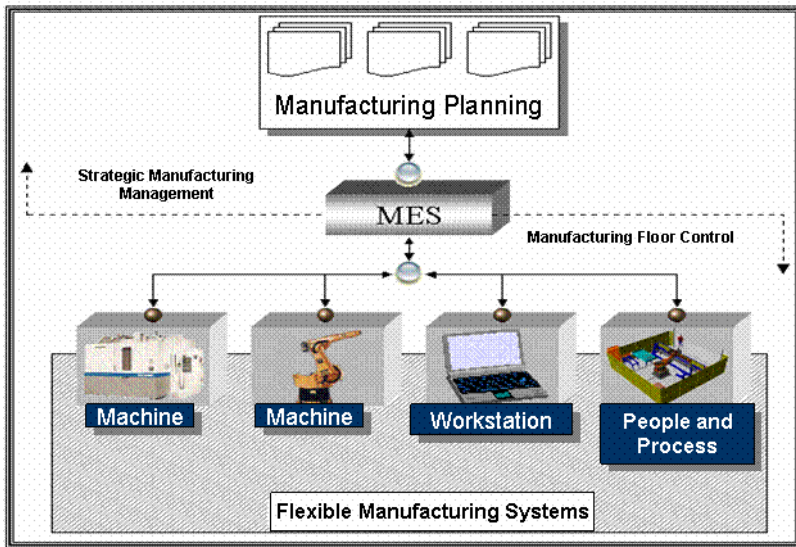 Manufacturing Planning
Strategic Manufacturing
Management
MES
Manufacturing Floor Control
Machine
Machine
Workstation
People and
Process
Flexible Manufacturing Systems